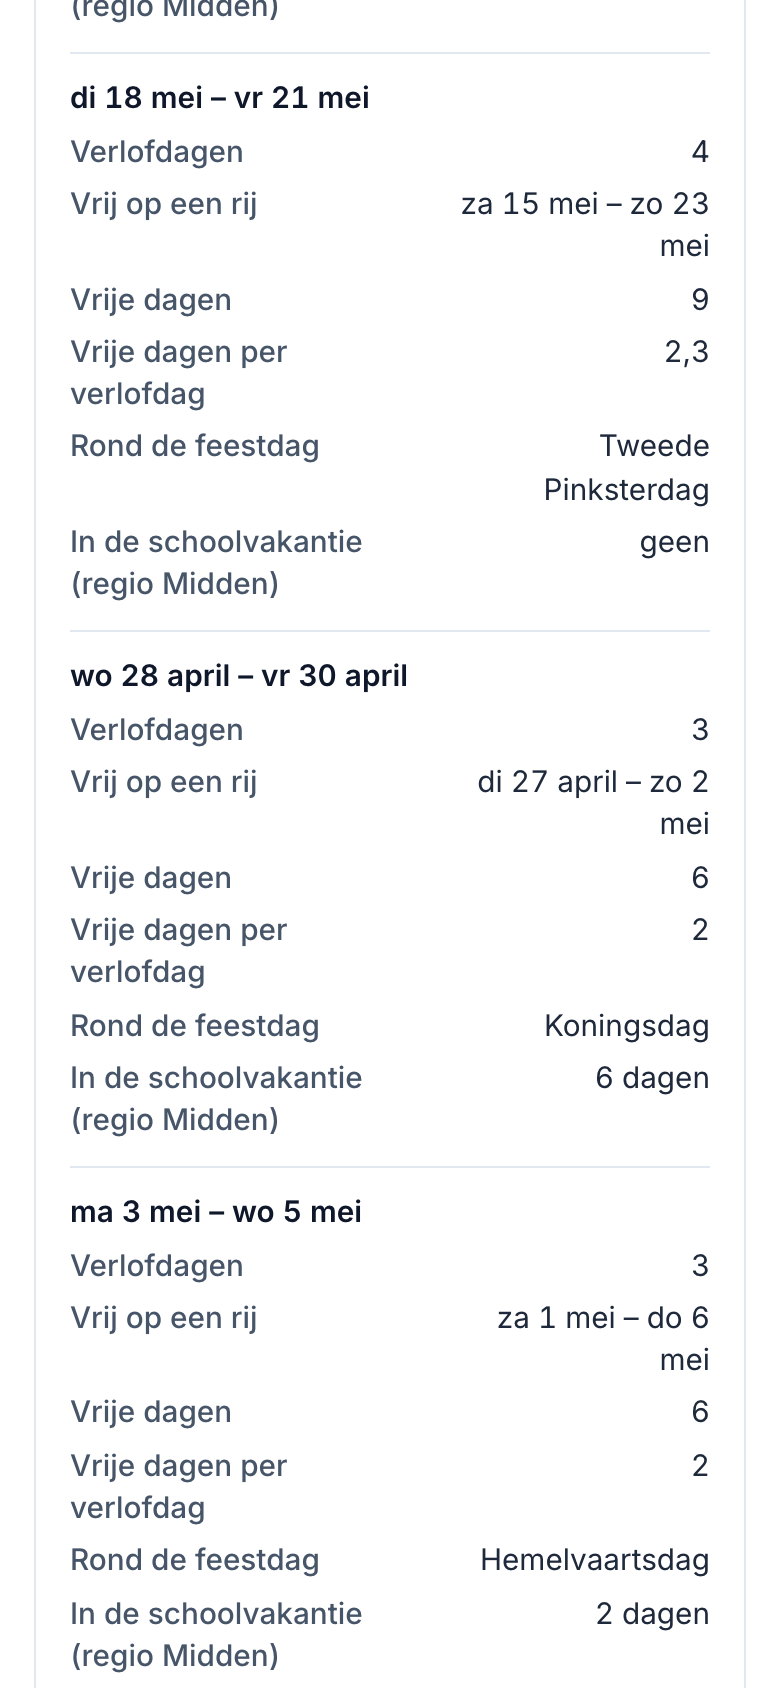 (regio Midden)
di 18 mei – vr 21 mei
Verlofdagen 4
Vrij op een rij za 15 mei – zo 23
mei
Vrije dagen 9
Vrije dagen per 2,3
verlofdag
Rond de feestdag Tweede
Pinksterdag
In de schoolvakantie geen
(regio Midden)
wo 28 april – vr 30 april
Verlofdagen 3
Vrij op een rij di 27 april – zo 2
mei
Vrije dagen 6
Vrije dagen per 2
verlofdag
Rond de feestdag Koningsdag
In de schoolvakantie 6 dagen
(regio Midden)
ma 3 mei – wo 5 mei
Verlofdagen 3
Vrij op een rij za 1 mei – do 6
mei
Vrije dagen 6
Vrije dagen per 2
verlofdag
Rond de feestdag Hemelvaartsdag
In de schoolvakantie 2 dagen
(regio Midden)